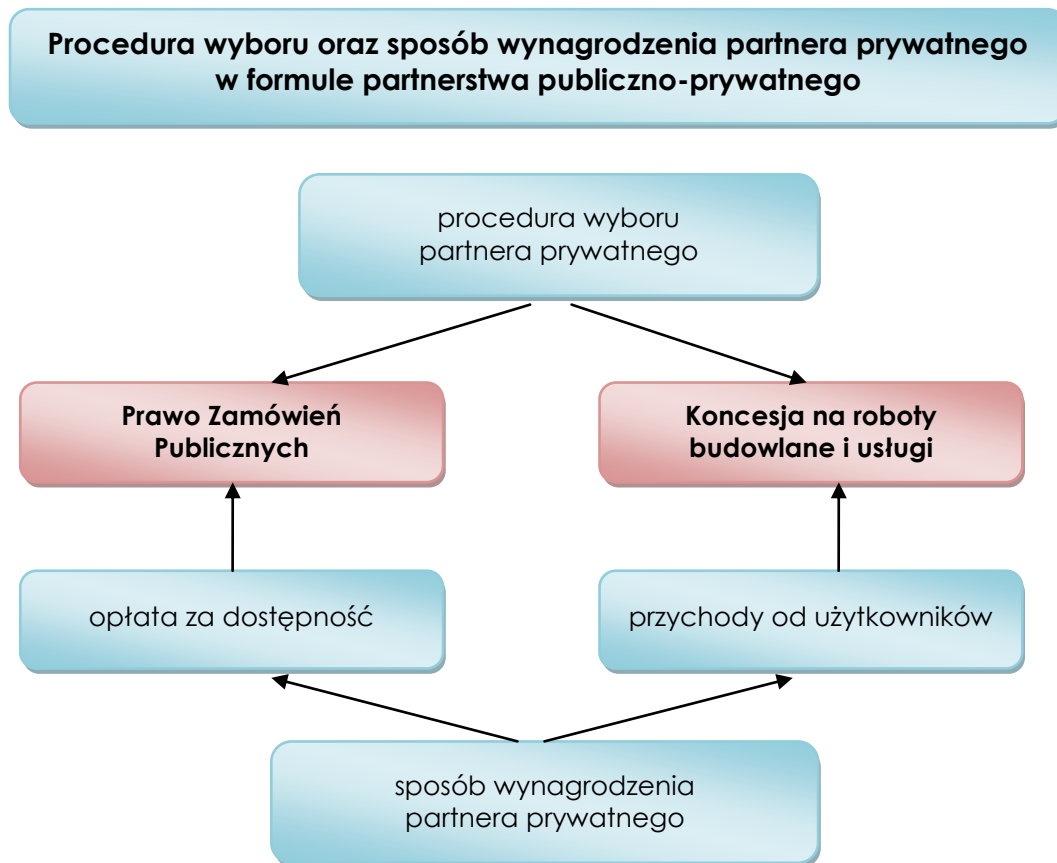 Procedura wyboru oraz sposób wynagrodzenia partnera prywatnego
w formule partnerstwa publiczno-prywatnego
procedura wyboru
partnera prywatnego
Prawo Zamówień
Publicznych
Koncesja na roboty
budowlane i usługi
opłata za dostępność
przychody od użytkowników
sposób wynagrodzenia
partnera prywatnego